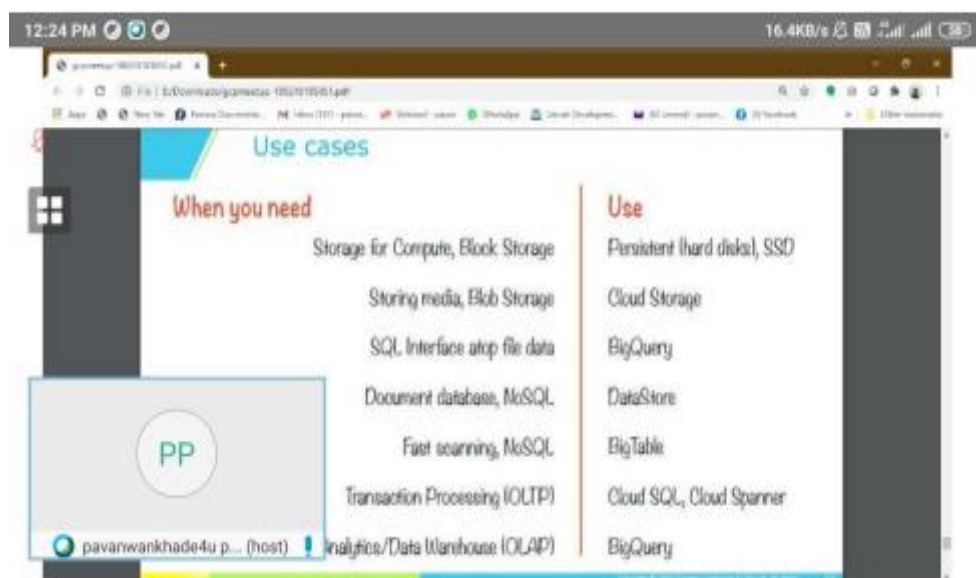 12:24 PM
16.4KB/s
Use cases
When you need Use
Storage for Compute, Block Storage Persistent (hard disks), SSD
Storing media, Blob Storage Cloud Storage
SQL Interface atop file data BigQuery
Document database, NoSQL DataStore
Fast scanning, NoSQL BigTable
Transaction Processing (OLTP) Cloud SQL, Cloud Spanner
nalytics/Data Warehouse (OLAP) BigQuery
PP
pavanwankhade4u p... (host)